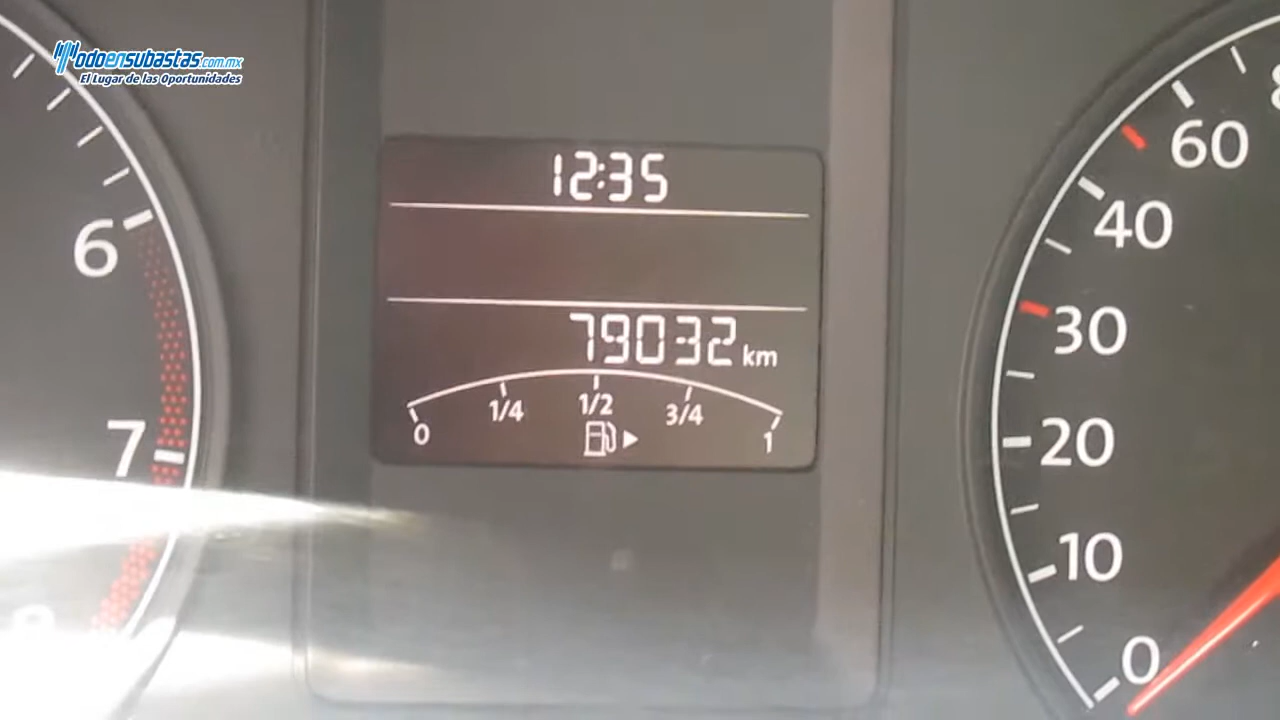 Todoensubastas.com.mx
El Lugar de las Oportunidades
12:35
79032 km
0 1/4 1/2 3/4 1
6
7
60
40
30
20
10
0